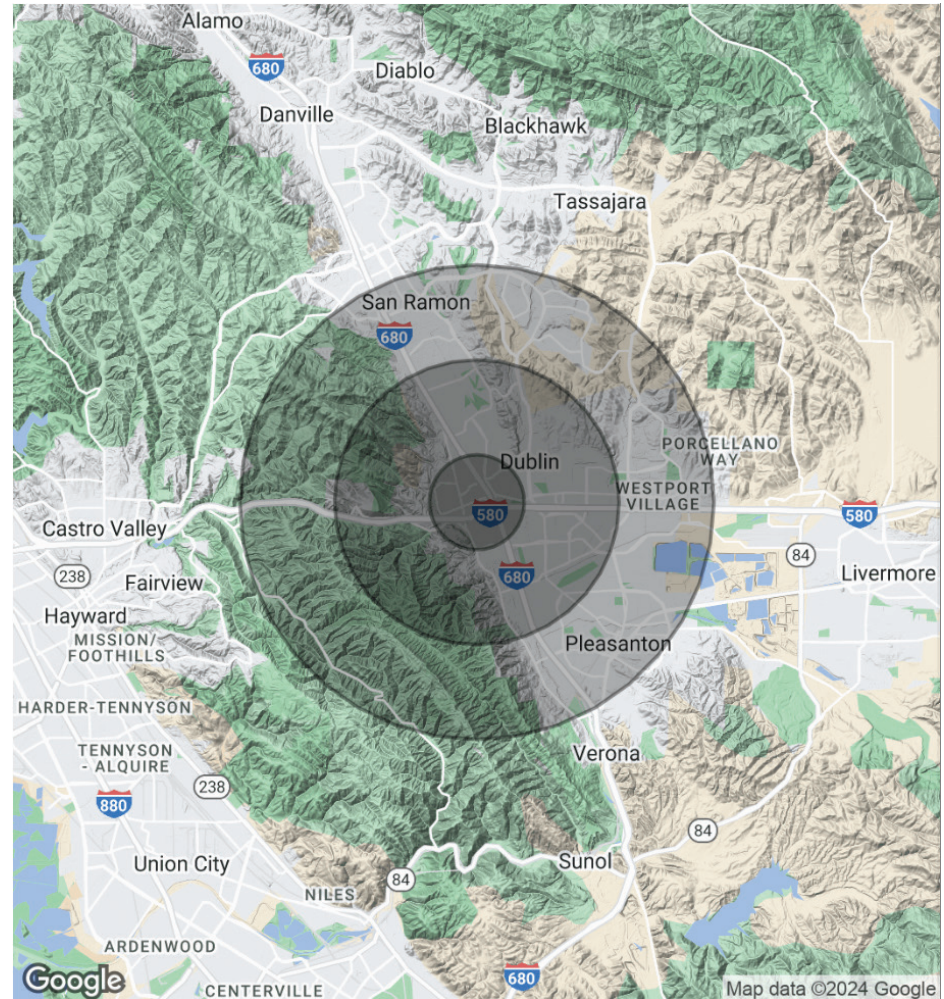 Alamo
680
Diablo
Danville
Blackhawk
Tassajara
San Ramon
680
PORCELLANO
WAY
Dublin
WESTPORT
VILLAGE
580
580
Castro Valley
84
238
Fairview
680
Livermore
Hayward
MISSION/
FOOTHILLS
Pleasanton
HARDER-TENNYSON
TENNYSON
- ALQUIRE
Verona
238
880
84
Union City
Sunol
84
NILES
ARDENWOOD
680
Google
CENTERVILLE
Map data ©2024 Google